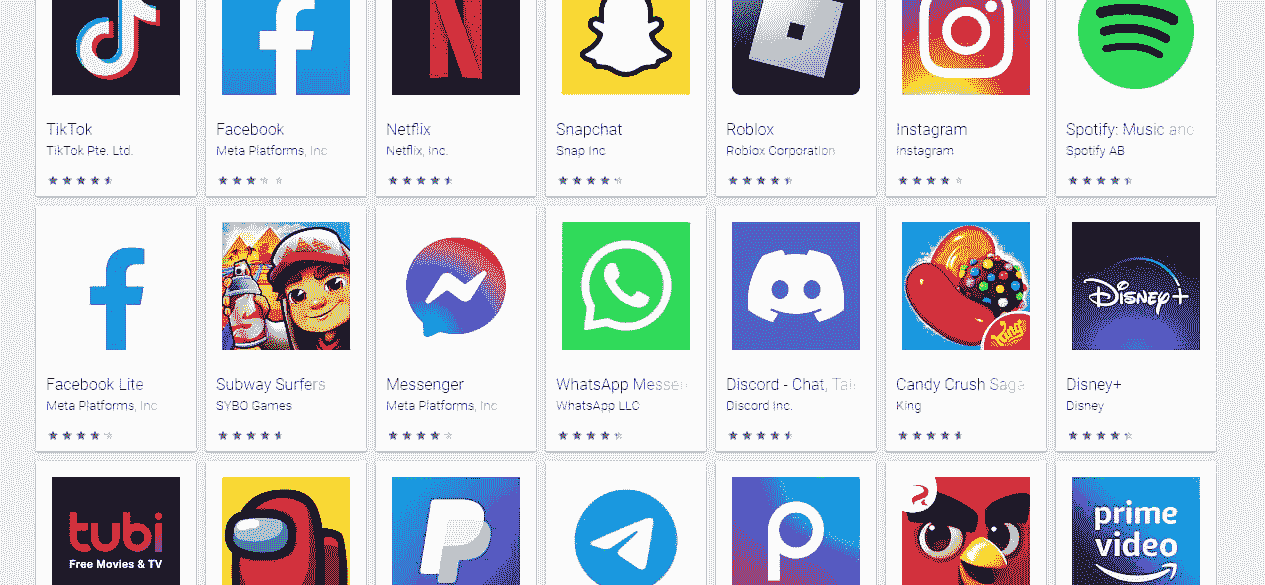 TikTok
TikTok Pte. Ltd.
Facebook
Meta Platforms, Inc
Netflix
Netflix, Inc.
Snapchat
Snap Inc
Roblox
Roblox Corporation
Instagram
Instagram
Spotify: Music and
Spotify AB
Disney+
King
Facebook Lite
Meta Platforms, Inc
Subway Surfers
SYBO Games
Messenger
Meta Platforms, Inc
WhatsApp Messen
WhatsApp LLC
Discord - Chat, Tal
Discord Inc.
Candy Crush Saga
King
Disney+
Disney
tubi
Free Movies & TV
prime
video